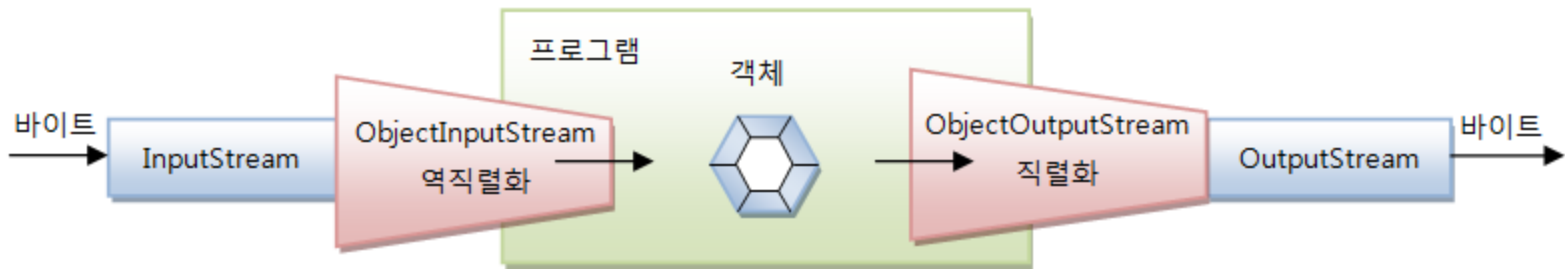 프로그램
객체
바이트
InputStream
ObjectInputStream
역직렬화
ObjectOutputStream
직렬화
OutputStream
바이트